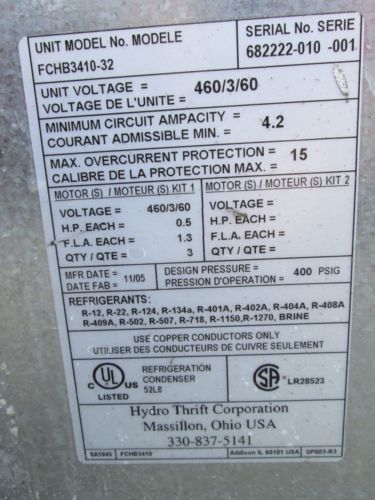 UNIT MODEL No. MODELE
FCHB3410-32
SERIAL No. SERIE
682222-010 -001
UNIT VOLTAGE = 460/3/60
VOLTAGE DE L'UNITE =
MINIMUM CIRCUIT AMPACITY = 4.2
COURANT ADMISSIBLE MIN. =
MAX. OVERCURRENT PROTECTION = 15
CALIBRE DE LA PROTECTION MAX. =
MOTOR (S) / MOTEUR (S) KIT 1
VOLTAGE = 460/3/60
H.P. EACH = 0.5
F.L.A. EACH = 1.3
QTY / QTE = 3
MOTOR (S) / MOTEUR (S) KIT 2
VOLTAGE =
H.P. EACH =
F.L.A. EACH =
QTY / QTE =
MFR DATE = 11/05
DATE FAB =
DESIGN PRESSURE = 400 PSIG
PRESSION D'OPERATION =
REFRIGERANTS:
R-12, R-22, R-124, R-134a, R-401A, R-402A, R-404A, R-408A
R-409A, R-502, R-507, R-718, R-1150,R-1270, BRINE
USE COPPER CONDUCTORS ONLY
UTILISER DES CONDUCTEURS DE CUIVRE SEULEMENT
C UL US
LISTED
REFRIGERATION
CONDENSER
52L8
SA
LR28523
Hydro Thrift Corporation
Massillon, Ohio USA
330-837-5141
SA1845 FCHB3410 Addison IL 60101 USA SP003-R3